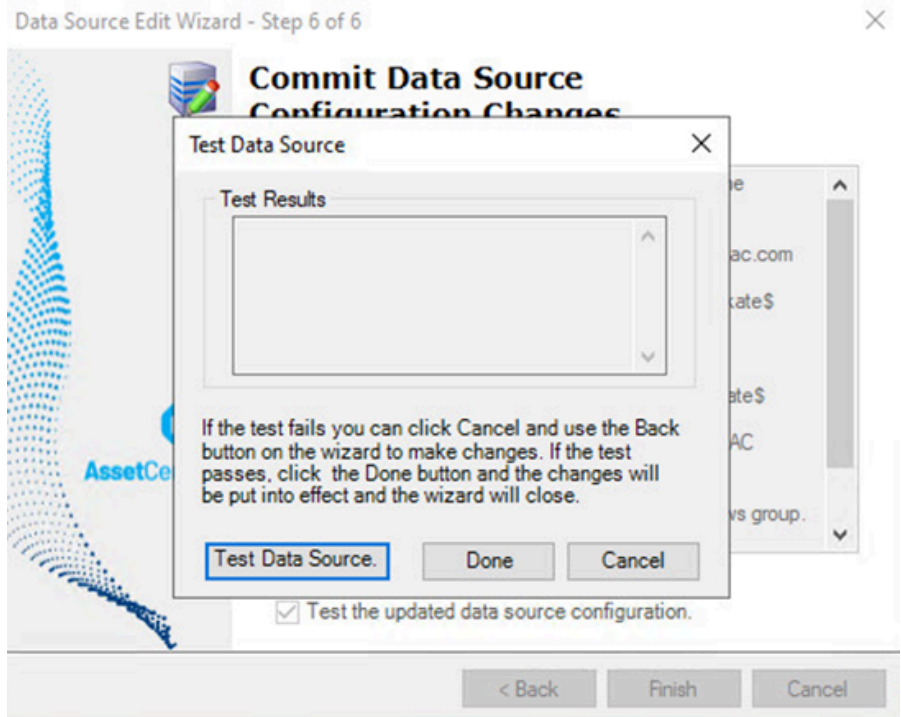 Data Source Edit Wizard - Step 6 of 6
Commit Data Source
Configuration Changes
Test Data Source
Test Results
ac.com
ate$
AC
group.
If the test fails you can click Cancel and use the Back
button on the wizard to make changes. If the test
passes, click the Done button and the changes will
be put into effect and the wizard will close.
AssetCe
Test Data Source.
Done
Cancel
Test the updated data source configuration.
< Back
Finish
Cancel